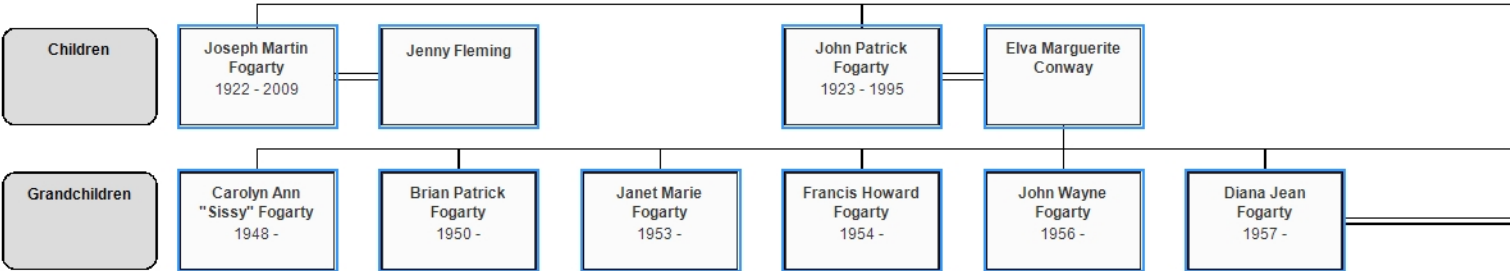 Children
Joseph Martin
Fogarty
1922 - 2009
Jenny Fleming
John Patrick
Fogarty
1923 - 1995
Elva Marguerite
Conway
Grandchildren
Carolyn Ann
"Sissy" Fogarty
1948 -
Brian Patrick
Fogarty
1950 -
Janet Marie
Fogarty
1953 -
Francis Howard
Fogarty
1954 -
John Wayne
Fogarty
1956 -
Diana Jean
Fogarty
1957 -